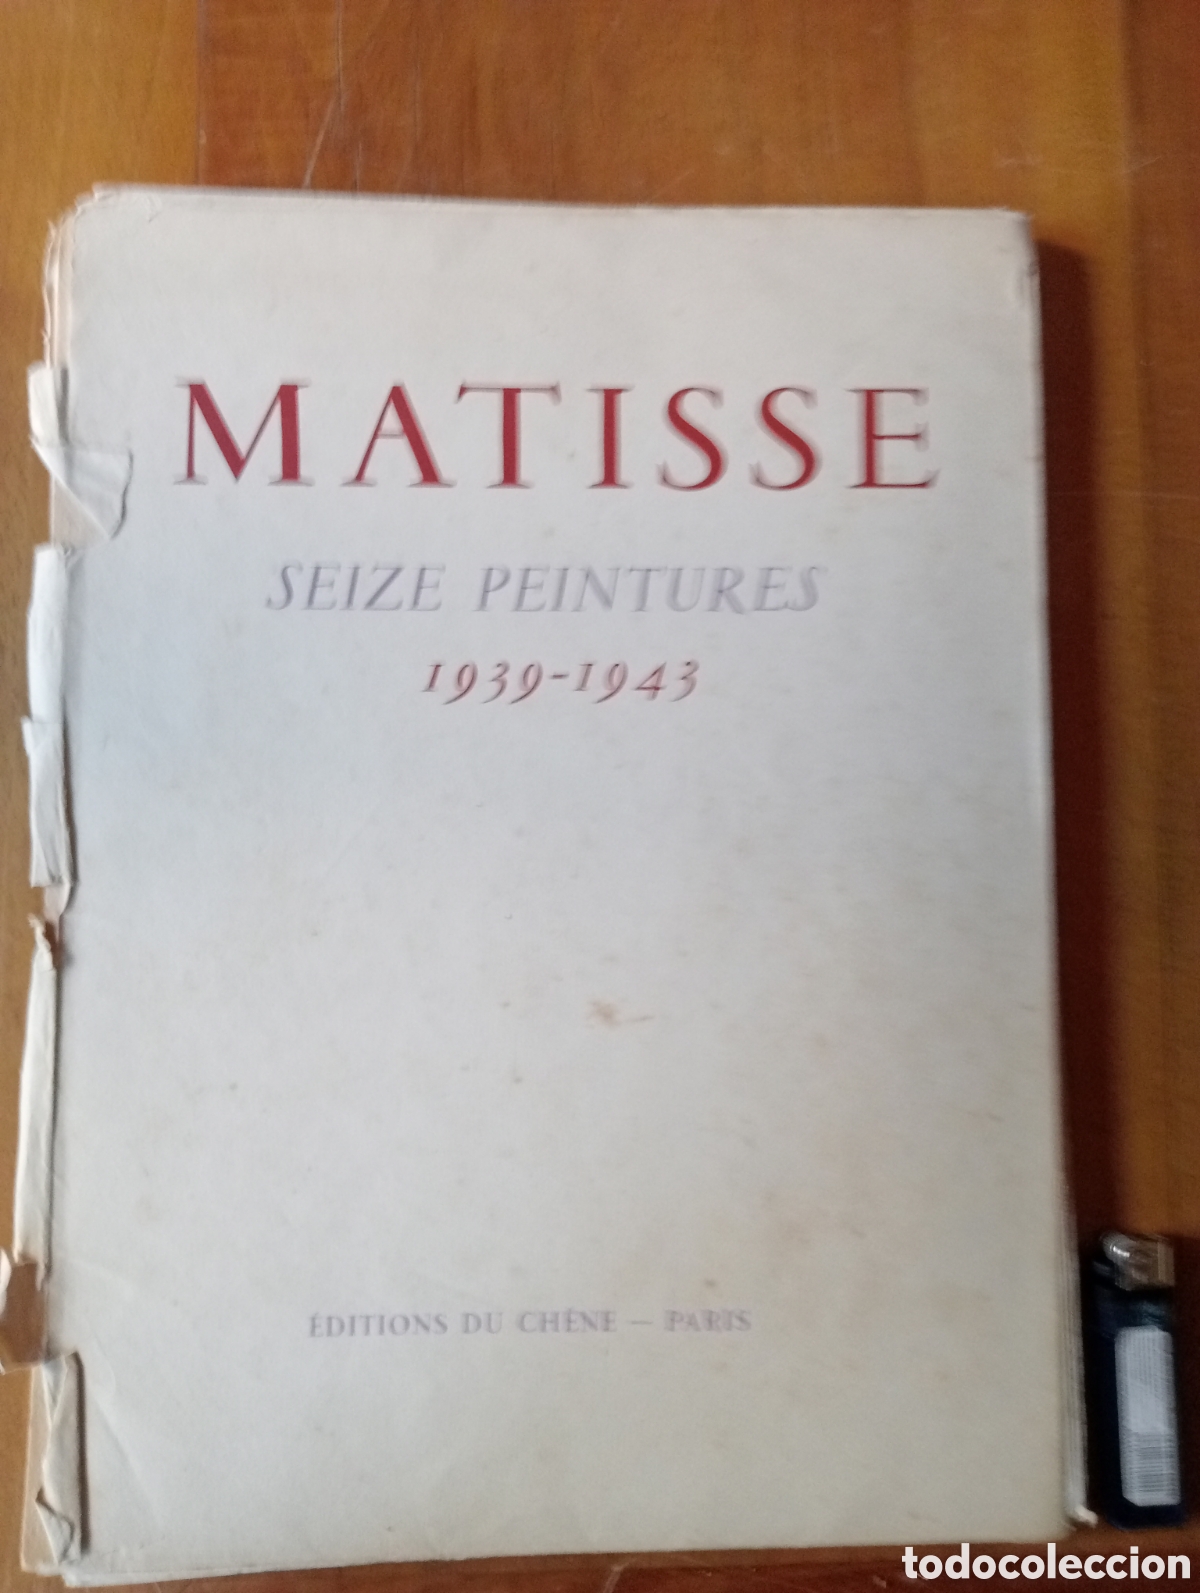 MATISSE
SEIZE PEINTURES
1939-1943
ÉDITIONS DU CHÊNE — PARIS
todocoleccion